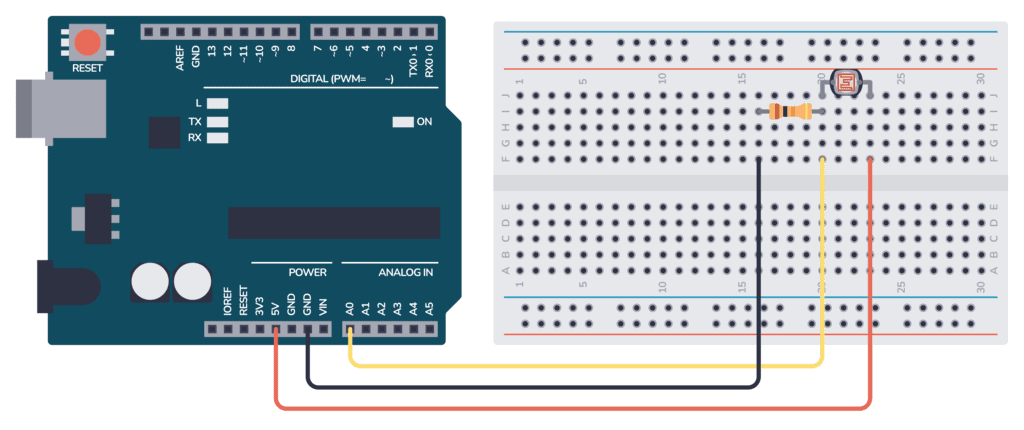 RESET
AREF
GND
13
12
~11
~10
~9
8
7
~6
~5
4
~3
2
TX0›1
RX0‹0
DIGITAL (PWM= ~)
L
TX
RX
ON
POWER
ANALOG IN
IOREF
RESET
3V3
5V
GND
GND
VIN
A0
A1
A2
A3
A4
A5
1 5 10 15 20 25 30
J J
I I
H H
G G
F F
E E
D D
C C
B B
A A
1 5 10 15 20 25 30